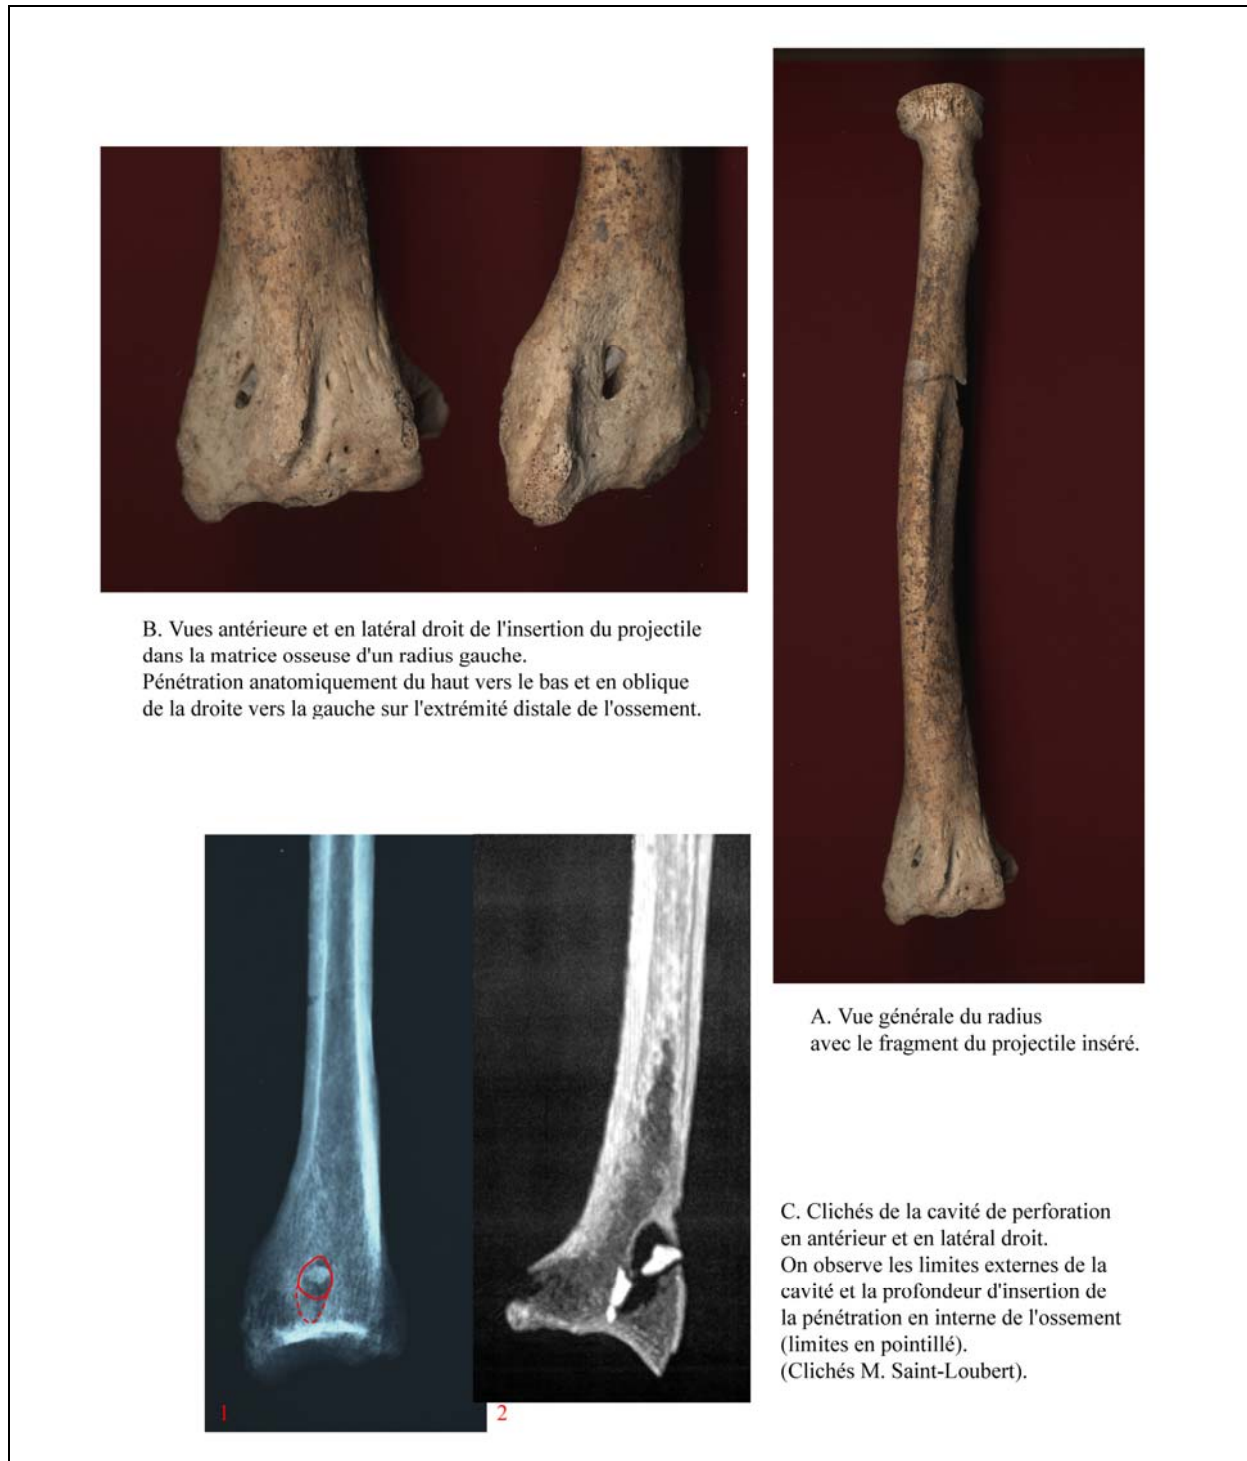 B. Vues antérieure et en latéral droit de l'insertion du projectile
dans la matrice osseuse d'un radius gauche.
Pénétration anatomiquement du haut vers le bas et en oblique
de la droite vers la gauche sur l'extrémité distale de l'ossement.
A. Vue générale du radius
avec le fragment du projectile inséré.
C. Clichés de la cavité de perforation
en antérieur et en latéral droit.
On observe les limites externes de la
cavité et la profondeur d'insertion de
la pénétration en interne de l'ossement
(limites en pointillé).
(Clichés M. Saint-Loubert).
1
2